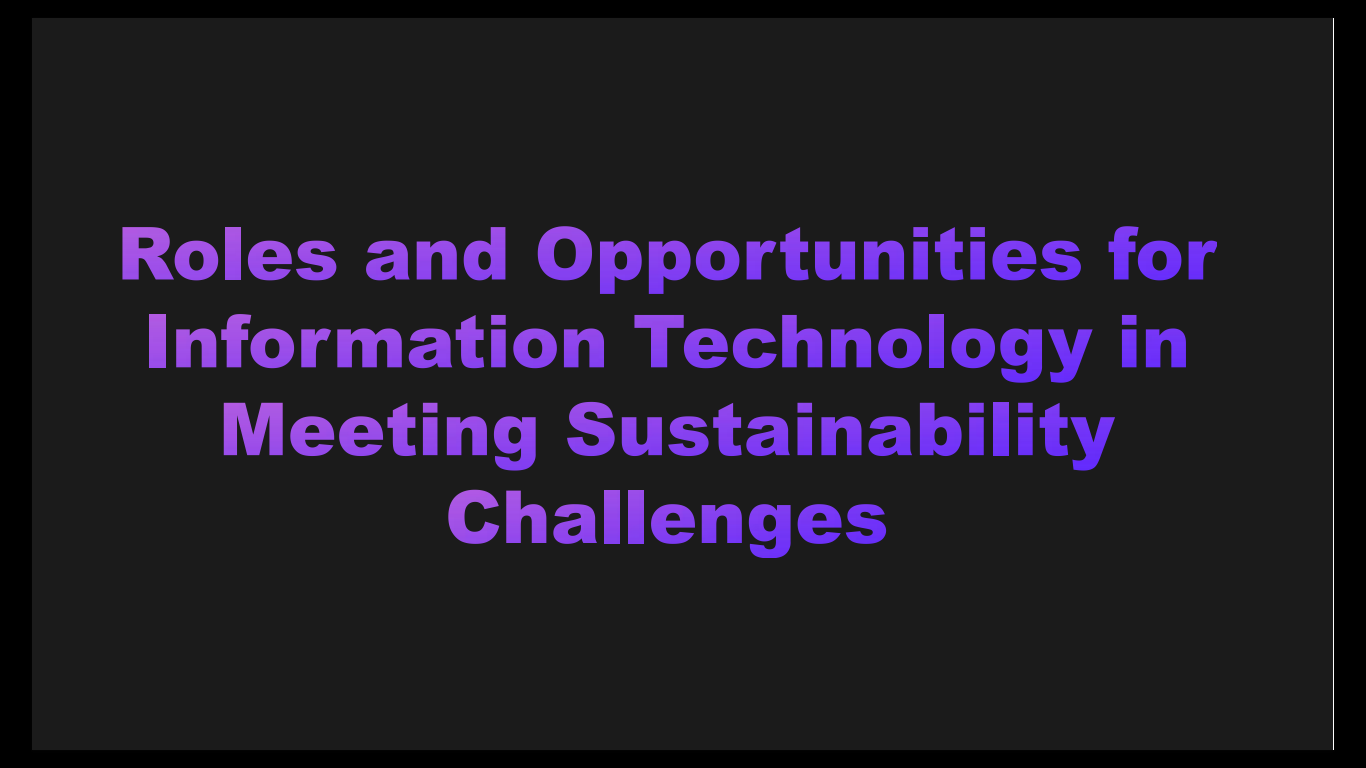 Roles and Opportunities for
Information Technology in
Meeting Sustainability
Challenges